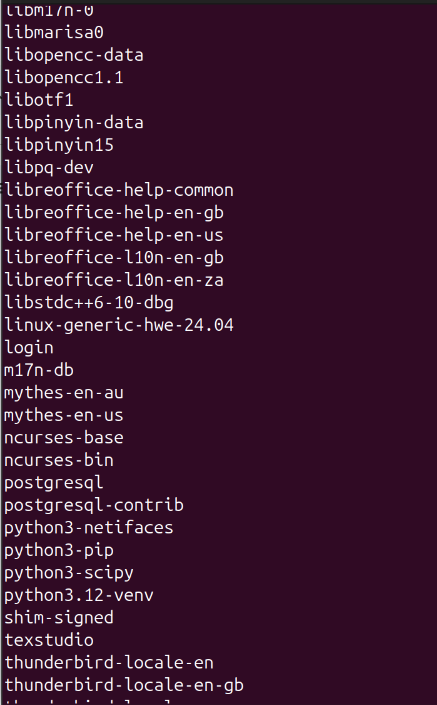 libm17n-0
libmarisa0
libopencc-data
libopencc1.1
libotf1
libpinyin-data
libpinyin15
libpq-dev
libreoffice-help-common
libreoffice-help-en-gb
libreoffice-help-en-us
libreoffice-l10n-en-gb
libreoffice-l10n-en-za
libstdc++6-10-dbg
linux-generic-hwe-24.04
login
m17n-db
mythes-en-au
mythes-en-us
ncurses-base
ncurses-bin
postgresql
postgresql-contrib
python3-netifaces
python3-pip
python3-scipy
python3.12-venv
shim-signed
texstudio
thunderbird-locale-en
thunderbird-locale-en-gb